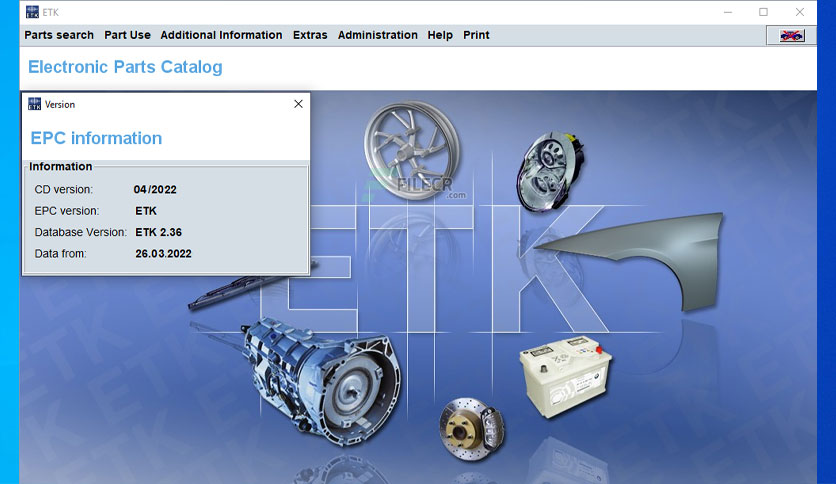 ETK
ETK
Parts search Part Use Additional Information Extras Administration Help Print
Electronic Parts Catalog
ETK
Version
EPC information
Information
CD version: 04/2022
EPC version: ETK
Database Version: ETK 2.36
Data from: 26.03.2022
FILECR
.com
ETK